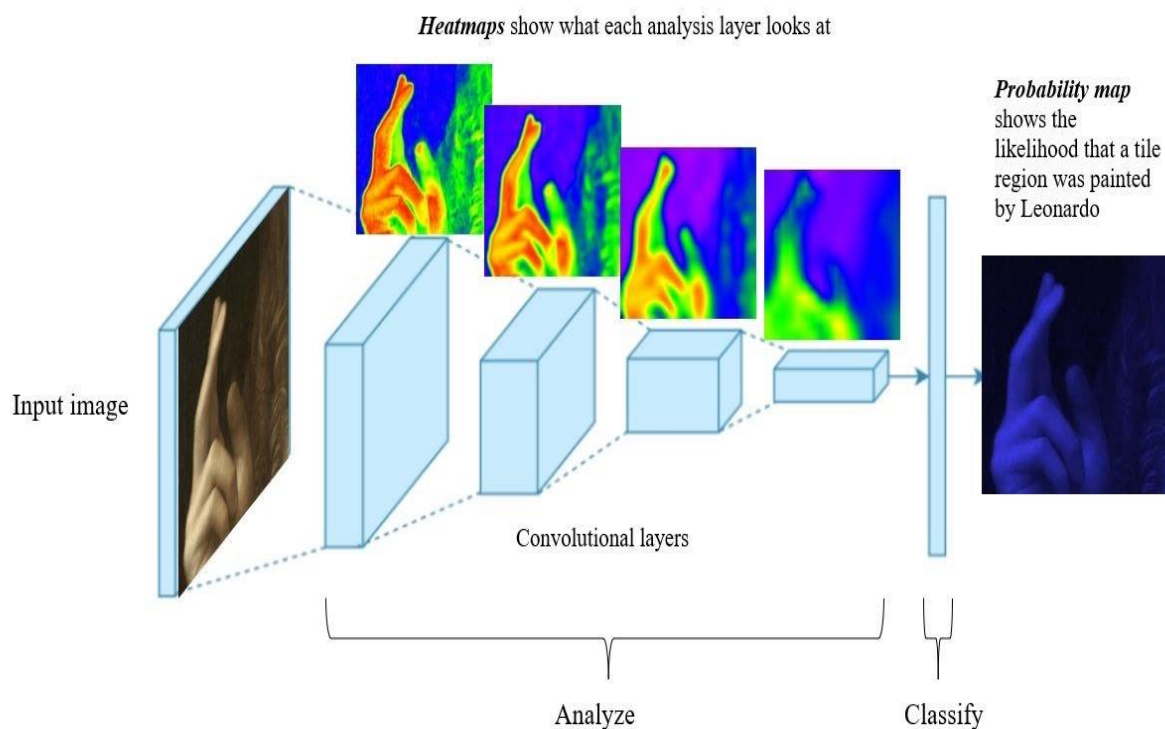 Heatmaps show what each analysis layer looks at
Probability map
shows the
likelihood that a tile
region was painted
by Leonardo
Input image
Convolutional layers
Analyze
Classify